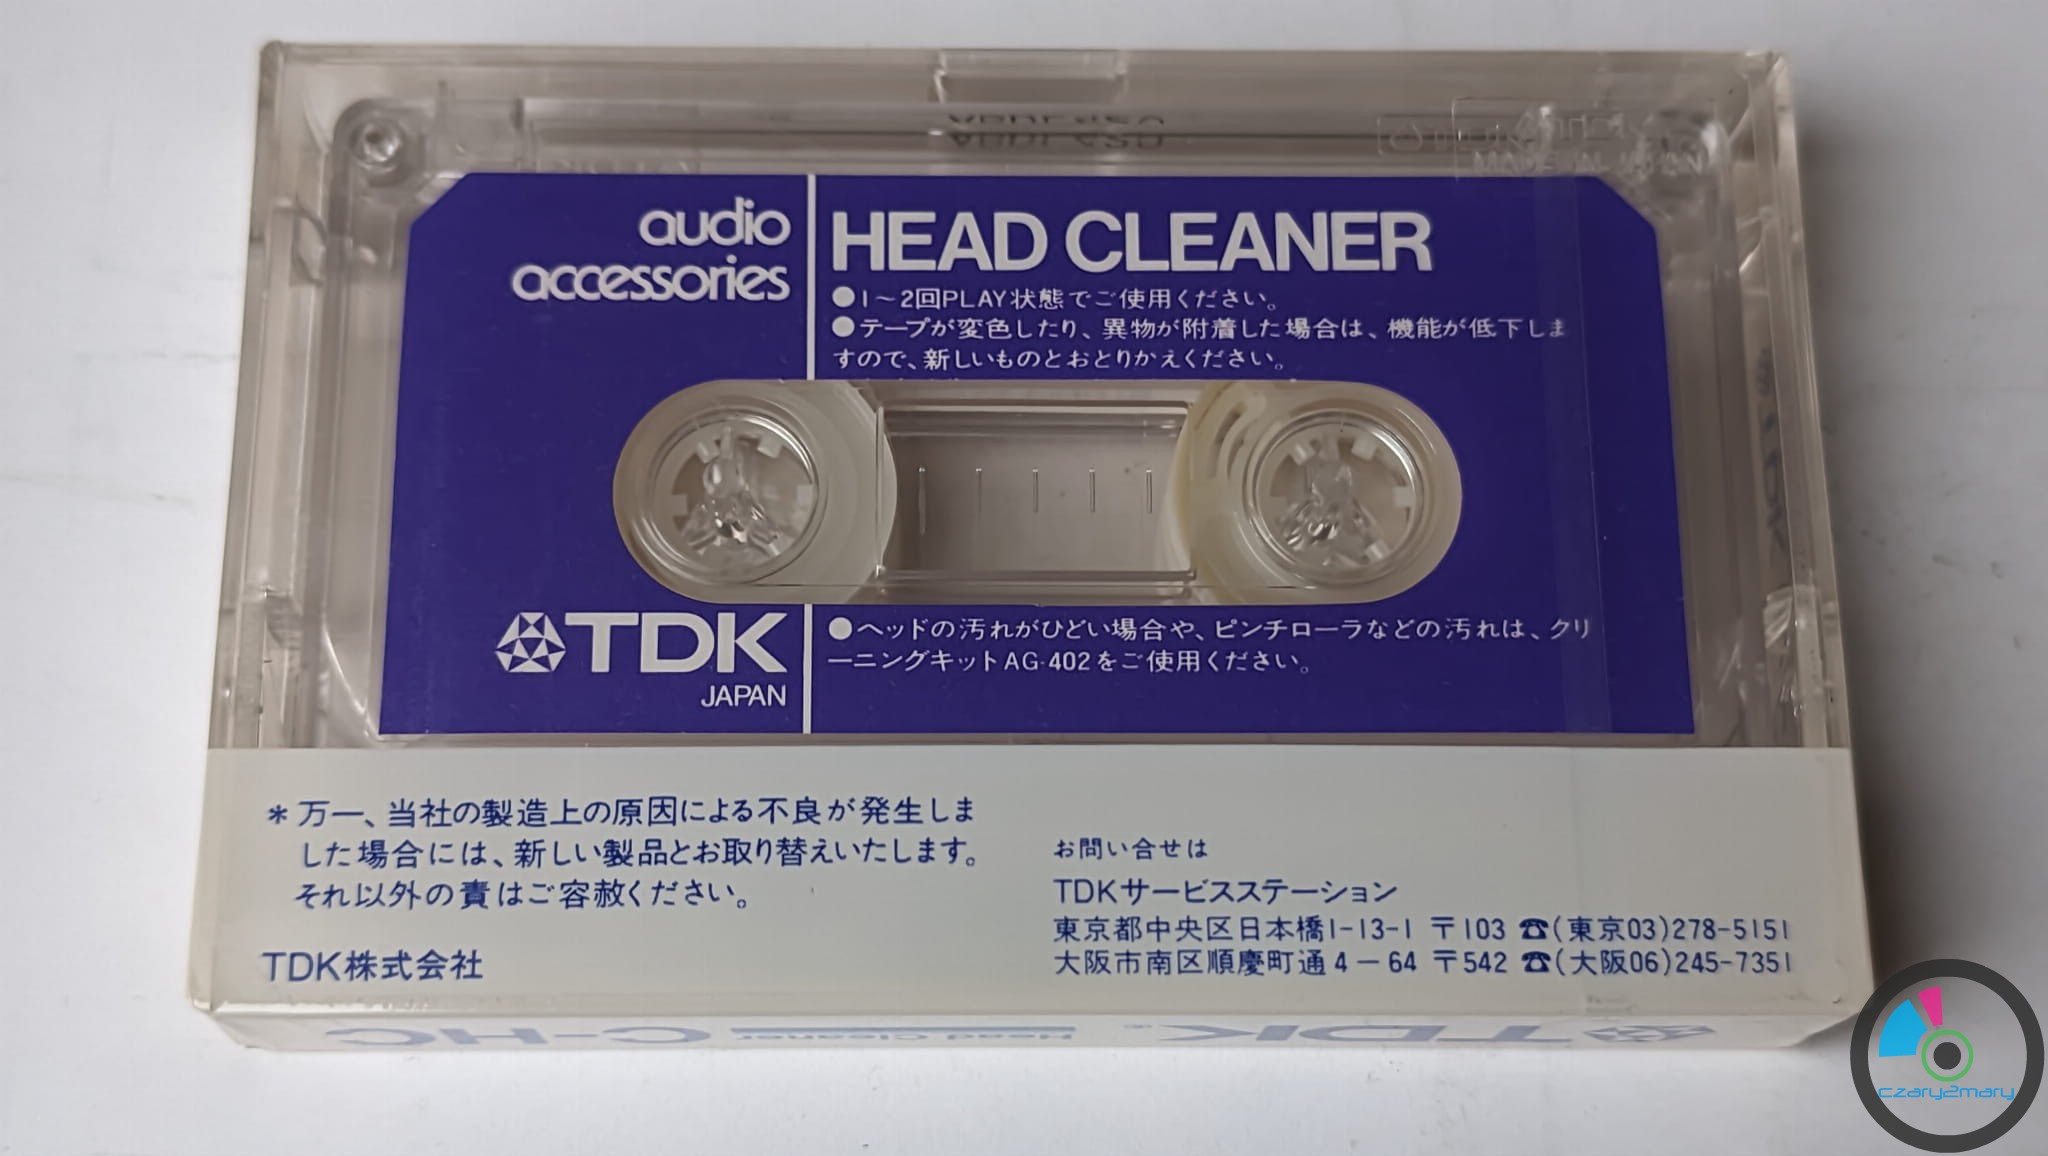 TDK
MADE IN JAPAN
audio
accessories
HEAD CLEANER
●1〜2回PLAY状態でご使用ください。
●テープが変色したり、異物が附着した場合は、機能が低下しま
すので、新しいものとおとりかえください。
TDK
JAPAN
●ヘッドの汚れがひどい場合や、ピンチローラなどの汚れは、クリ
ーニングキットAG-402をご使用ください。
＊万一、当社の製造上の原因による不良が発生しま
した場合には、新しい製品とお取り替えいたします。
それ以外の責はご容赦ください。
TDK株式会社
お問い合せは
TDKサービスステーション
東京都中央区日本橋1-13-1 〒103 ☎(東京03)278-5151
大阪市南区順慶町通4-64 〒542 ☎(大阪06)245-7351
TDK Head Cleaner C-HC
czary2mary